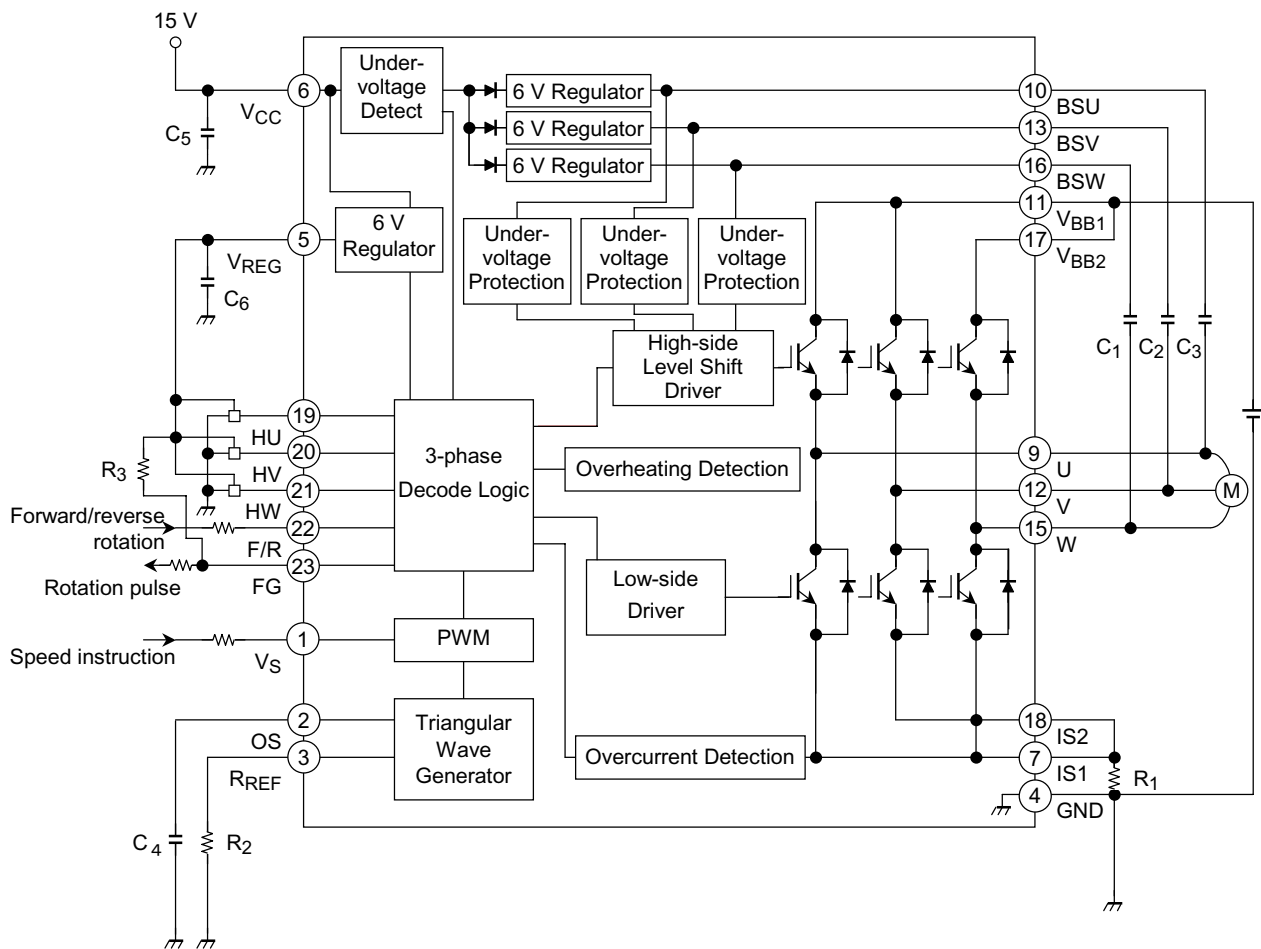 15 V
6
VCC
C5
Under-
voltage
Detect
6 V Regulator
6 V Regulator
6 V Regulator
10
BSU
13
BSV
16
BSW
11
VBB1
17
VBB2
5
VREG
C6
6 V
Regulator
Under-
voltage
Protection
Under-
voltage
Protection
Under-
voltage
Protection
High-side
Level Shift
Driver
C1
C2
C3
19
HU
20
HV
21
HW
22
F/R
23
FG
R3
Forward/reverse
rotation
Rotation pulse
3-phase
Decode Logic
Overheating Detection
9
U
12
V
15
W
M
Low-side
Driver
Speed instruction
1
VS
PWM
2
OS
3
RREF
Triangular
Wave
Generator
Overcurrent Detection
18
IS2
7
IS1
4
GND
R1
C4
R2